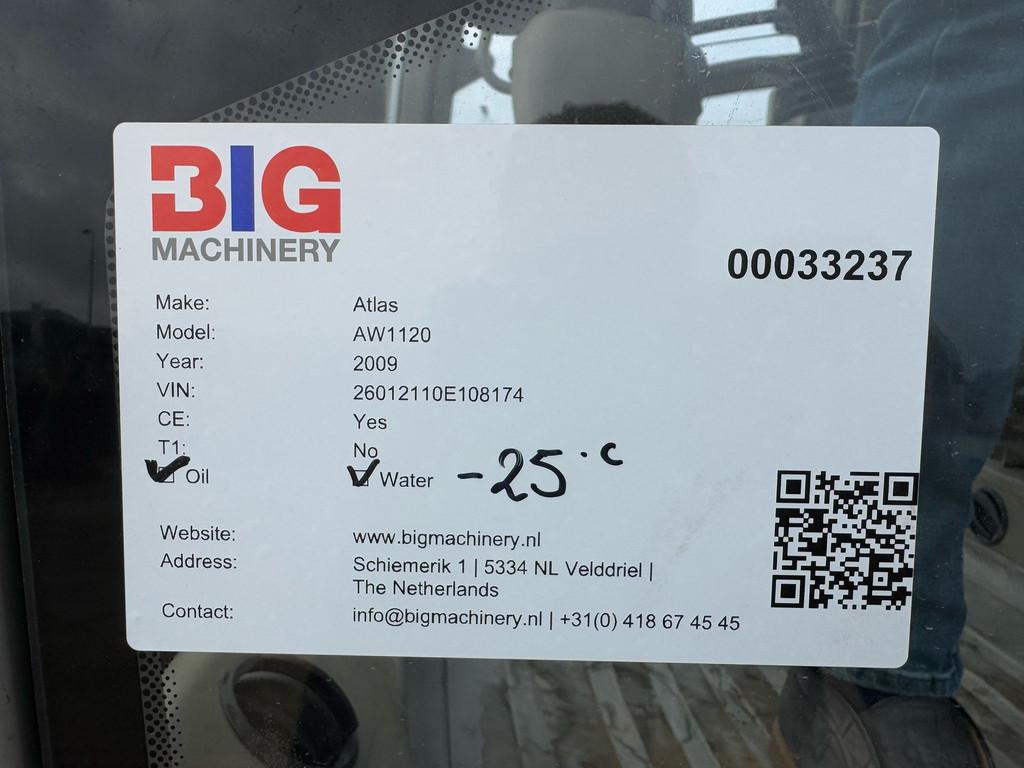 BIG
MACHINERY
00033237
Make: Atlas
Model: AW1120
Year: 2009
VIN: 26012110E108174
CE: Yes
T1: No
Oil Water -25°C
Website: www.bigmachinery.nl
Address: Schiemerik 1 | 5334 NL Velddriel |
The Netherlands
Contact: info@bigmachinery.nl | +31(0) 418 67 45 45